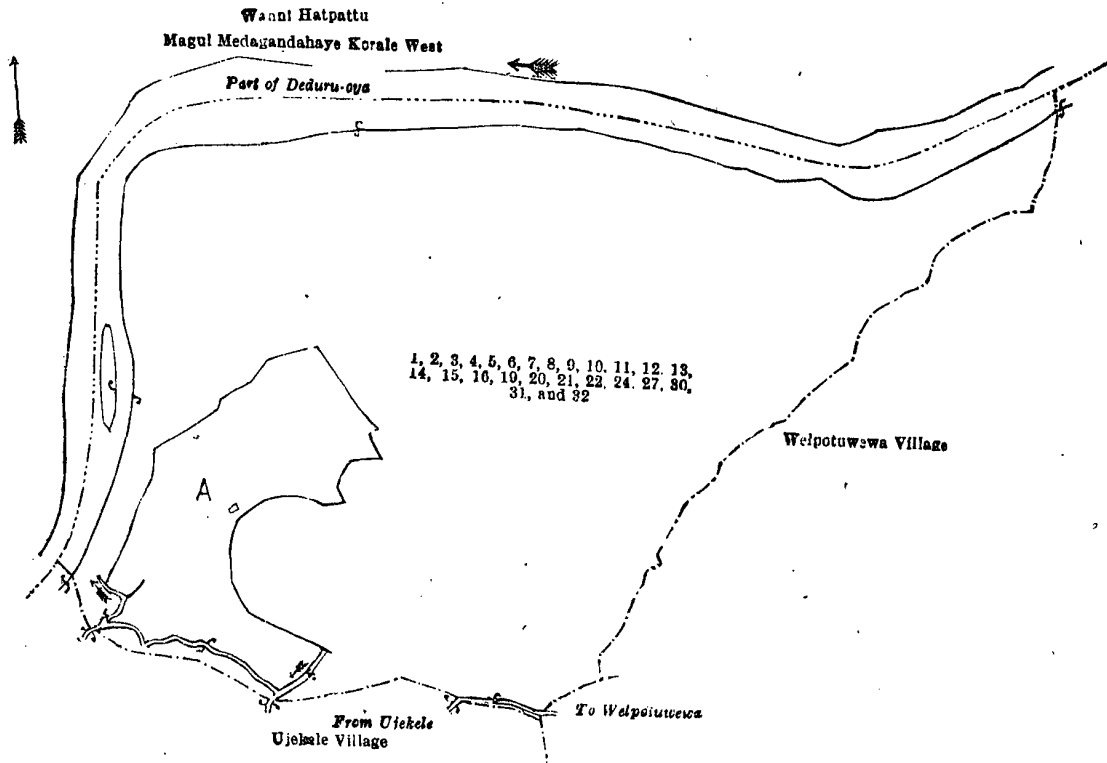 Wanni Hatpattu
Magul Medagandahaye Korale West
Part of Deduru-oya
1, 2, 3, 4, 5, 6, 7, 8, 9, 10. 11, 12. 13,
14, 15, 16, 19, 20, 21, 22, 24. 27, 30.
31, and 32
Welpotuwewa Village
A
To Welpotuwewa
From Ujekele
Ujekele Village